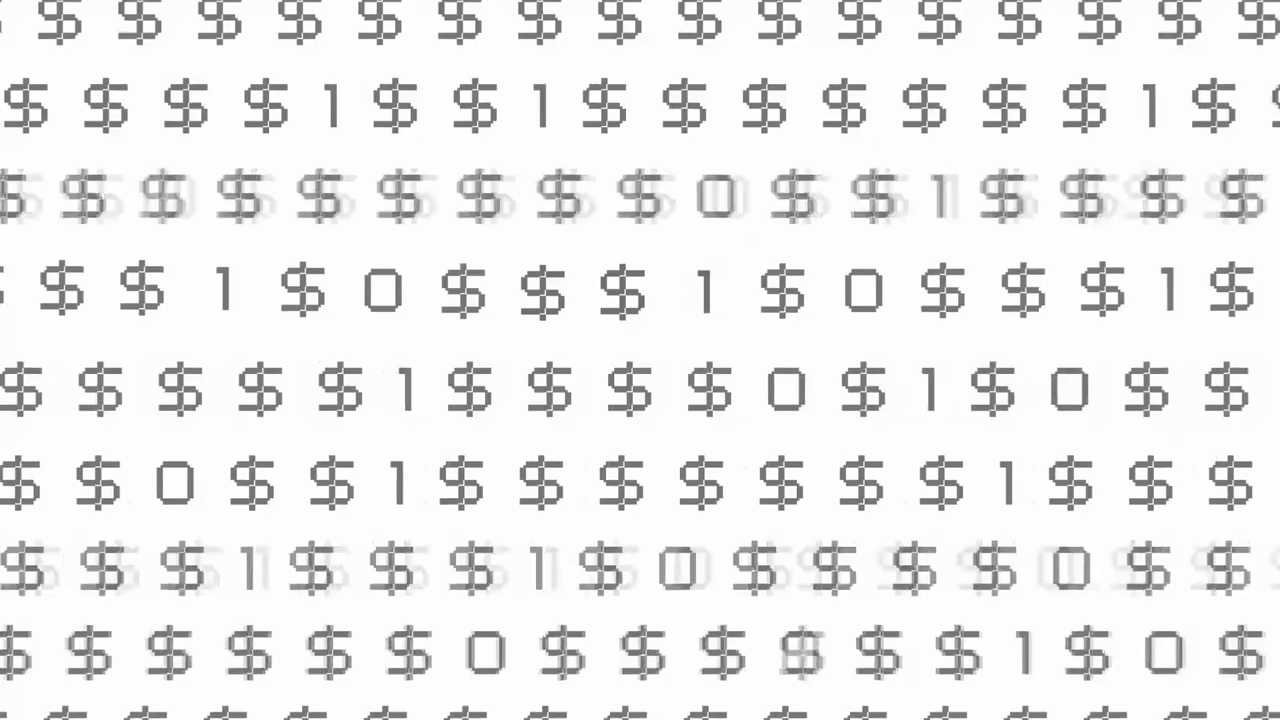 $ $ $ $ $ $ $ $ $ $ $ $ $ $ $ $
$ $ $ $ 1 $ $ 1 $ $ $ $ $ $ $ 1 $
$ $ $ $ $ $ $ $ $ 0 $ $ 1 $ $ $ $
$ $ 1 $ 0 $ $ $ 1 $ 0 $ $ $ 1 $
$ $ $ $ $ 1 $ $ $ $ 0 $ 1 $ 0 $ $
$ $ 0 $ $ 1 $ $ $ $ $ $ $ 1 $ $ $
$ $ $ 1 $ $ $ 1 $ 0 $ $ $ $ 0 $ $
$ $ $ $ $ $ 0 $ $ $ $ $ $ 1 $ 0 $